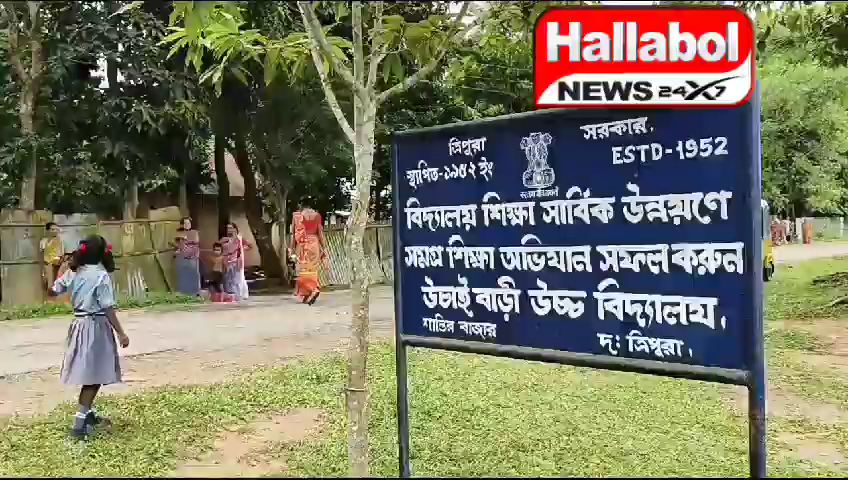 Hallabol
NEWS 24X7
ত্রিপুরা সরকার.
স্থাপিত-১৯৫২ ইং ESTD-1952
বিদ্যালয় শিক্ষা সার্বিক উন্নয়ণে
সমগ্র শিক্ষা অভিযান সফল করুন
উচাই বাড়ী উচ্চ বিদ্যালয়.
শান্তির বাজার দ: ত্রিপুরা.